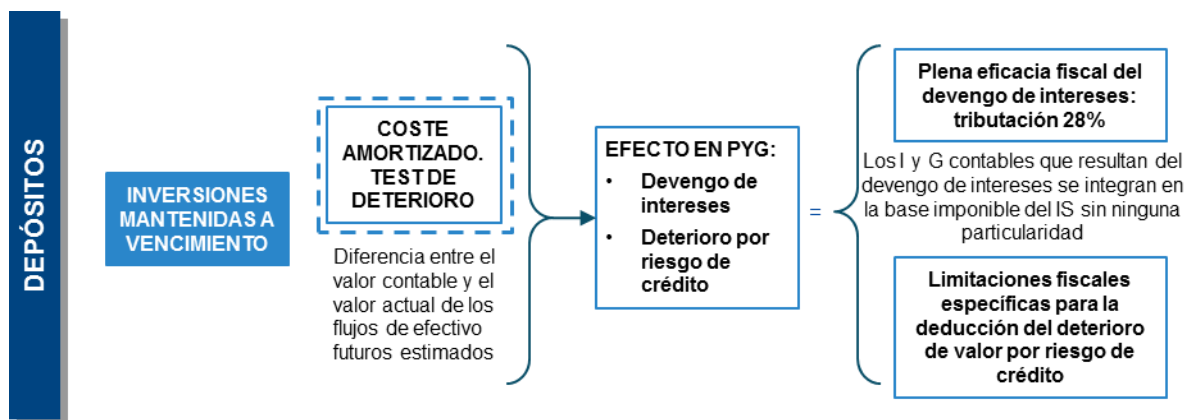 DEPÓSITOS
INVERSIONES
MANTENIDAS A
VENCIMIENTO
COSTE
AMORTIZADO.
TEST DE
DETERIORO
Diferencia entre el
valor contable y el
valor actual de los
flujos de efectivo
futuros estimados
EFECTO EN PYG:
• Devengo de
intereses
• Deterioro por
riesgo de
crédito
=
Plena eficacia fiscal del
devengo de intereses:
tributación 28%
Los I y G contables que resultan del
devengo de intereses se integran en
la base imponible del IS sin ninguna
particularidad
Limitaciones fiscales
específicas para la
deducción del deterioro
de valor por riesgo de
crédito